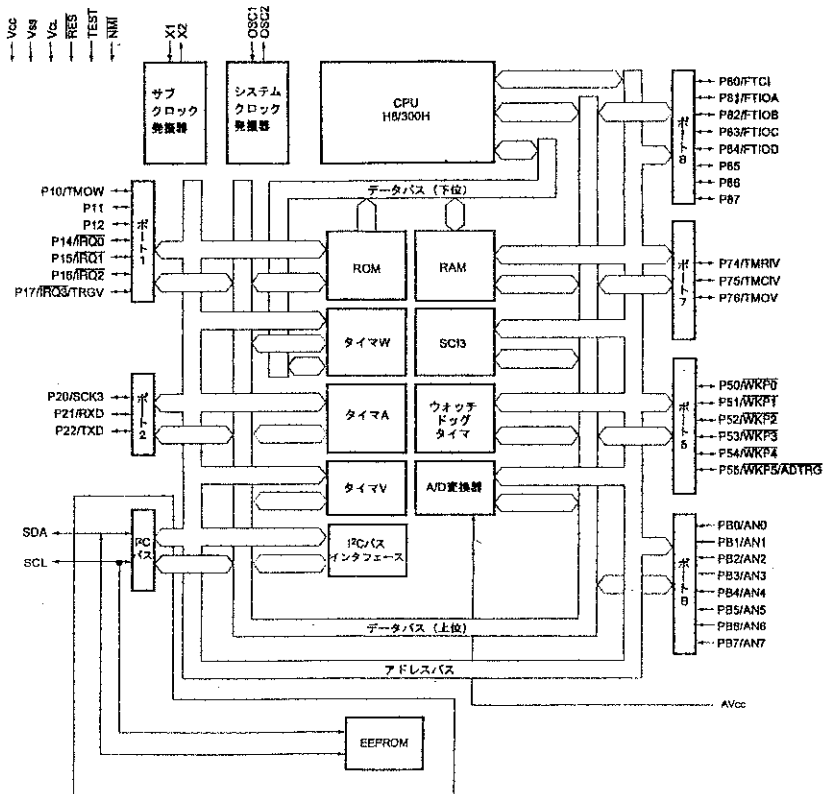 Vcc
Vss
VCL
RES
TEST
NMI
X1
X2
OSC1
OSC2
サブ
クロック
発振器
システム
クロック
発振器
CPU
H8/300H
P80/FTCI
P81/FTIOA
P82/FTIOB
P83/FTIOC
P84/FTIOD
P85
P86
P87
ポート8
データバス（下位）
P10/TMOW
P11
P12
P14/IRQ0
P15/IRQ1
P16/IRQ2
P17/IRQ3/TRGV
ポート1
ROM
RAM
P74/TMRIV
P75/TMCIV
P76/TMOV
ポート7
タイマW
SCI3
P20/SCK3
P21/RXD
P22/TXD
ポート2
タイマA
ウォッチ
ドッグ
タイマ
P50/WKP0
P51/WKP1
P52/WKP2
P53/WKP3
P54/WKP4
P55/WKP5/ADTRG
ポート5
タイマV
A/D変換器
SDA
SCL
I²C
バス
I²Cバス
インタフェース
PB0/AN0
PB1/AN1
PB2/AN2
PB3/AN3
PB4/AN4
PB5/AN5
PB6/AN6
PB7/AN7
ポートB
データバス（上位）
アドレスバス
AVcc
EEPROM